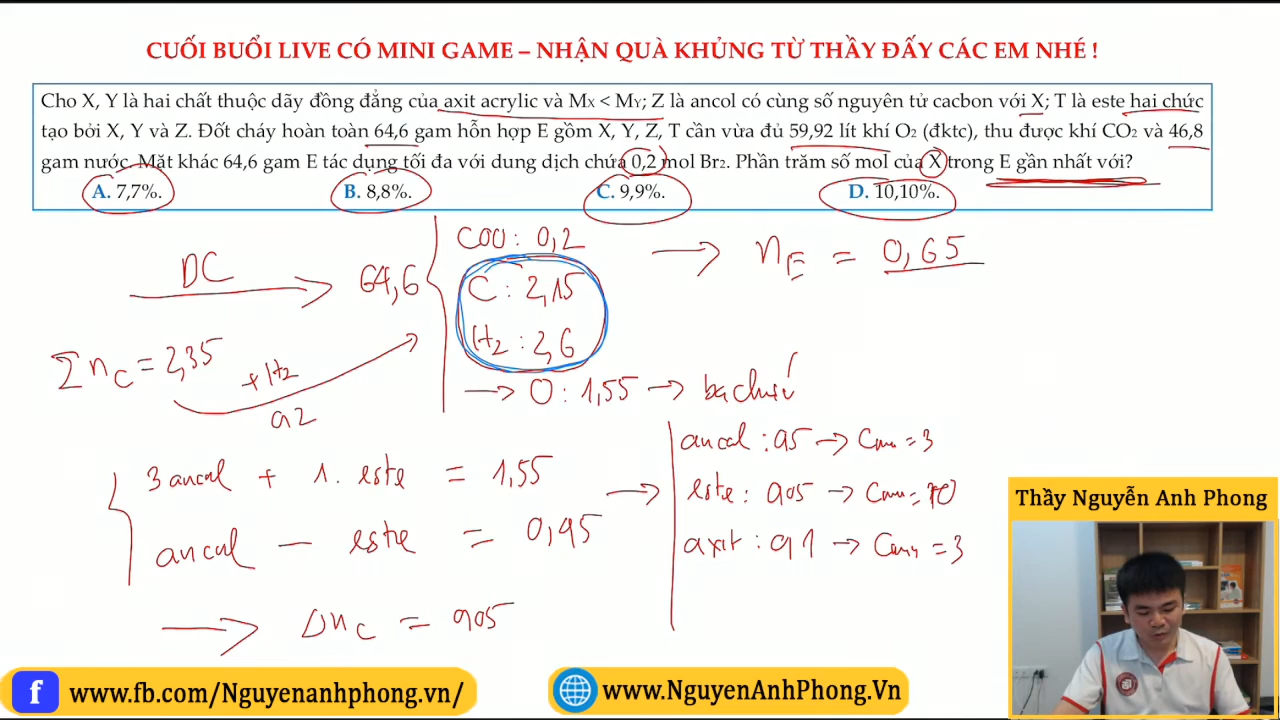 CUỐI BUỔI LIVE CÓ MINI GAME – NHẬN QUÀ KHỦNG TỪ THẦY ĐẤY CÁC EM NHÉ !
Cho X, Y là hai chất thuộc dãy đồng đẳng của axit acrylic và Mx < MY; Z là ancol có cùng số nguyên tử cacbon với X; T là este hai chức
tạo bởi X, Y và Z. Đốt cháy hoàn toàn 64,6 gam hỗn hợp E gồm X, Y, Z, T cần vừa đủ 59,92 lít khí O2 (đktc), thu được khí CO2 và 46,8
gam nước. Mặt khác 64,6 gam E tác dụng tối đa với dung dịch chứa 0,2 mol Br2. Phần trăm số mol của X trong E gần nhất với?
A. 7,7%. B. 8,8%. C. 9,9%. D. 10,10%.
DC
64,6
COO : 0,2
C : 2,15
H2 : 2,6
→ O : 1,55 → bạchiếu
→ nE = 0,65
Σ nC = 2,35
+ H2
0,2
3 ancol + 1. este = 1,55
ancol – este = 0,45
→ ΔnC = 0,05
ancol : 0,5 → = 3
este : 0,05 → = 10
axit : 0,1 → = 3
Thầy Nguyễn Anh Phong
f www.fb.com/Nguyenanhphong.vn/
www.NguyenAnhPhong.Vn